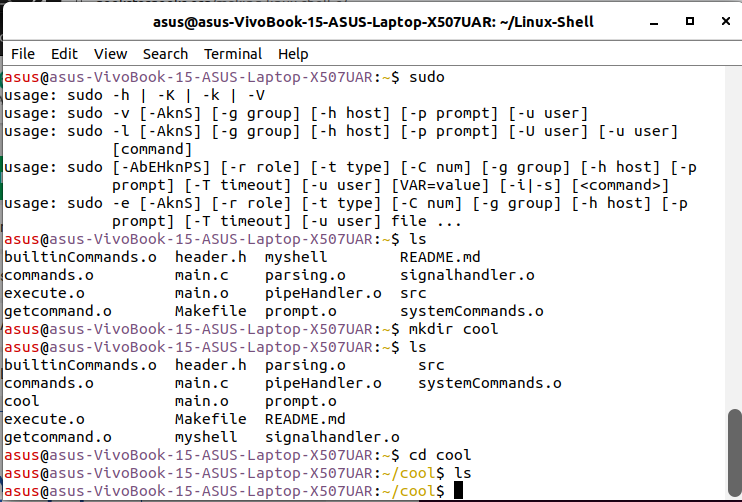 asus@asus-VivoBook-15-ASUS-Laptop-X507UAR: ~/Linux-Shell
File Edit View Search Terminal Help
asus@asus-VivoBook-15-ASUS-Laptop-X507UAR:~$ sudo
usage: sudo -h | -K | -k | -V
usage: sudo -v [-AknS] [-g group] [-h host] [-p prompt] [-u user]
usage: sudo -l [-AknS] [-g group] [-h host] [-p prompt] [-U user] [-u user]
            [command]
usage: sudo [-AbEHknPS] [-r role] [-t type] [-C num] [-g group] [-h host] [-p
            prompt] [-T timeout] [-u user] [VAR=value] [-i|-s] [<command>]
usage: sudo -e [-AknS] [-r role] [-t type] [-C num] [-g group] [-h host] [-p
            prompt] [-T timeout] [-u user] file ...
asus@asus-VivoBook-15-ASUS-Laptop-X507UAR:~$ ls
builtinCommands.o  header.h  myshell        README.md
commands.o         main.c    parsing.o      signalhandler.o
execute.o          main.o    pipeHandler.o  src
getcommand.o       Makefile  prompt.o       systemCommands.o
asus@asus-VivoBook-15-ASUS-Laptop-X507UAR:~$ mkdir cool
asus@asus-VivoBook-15-ASUS-Laptop-X507UAR:~$ ls
builtinCommands.o  header.h  parsing.o        src
commands.o         main.c    pipeHandler.o    systemCommands.o
cool               main.o    prompt.o
execute.o          Makefile  README.md
getcommand.o       myshell   signalhandler.o
asus@asus-VivoBook-15-ASUS-Laptop-X507UAR:~$ cd cool
asus@asus-VivoBook-15-ASUS-Laptop-X507UAR:~/cool$ ls
asus@asus-VivoBook-15-ASUS-Laptop-X507UAR:~/cool$